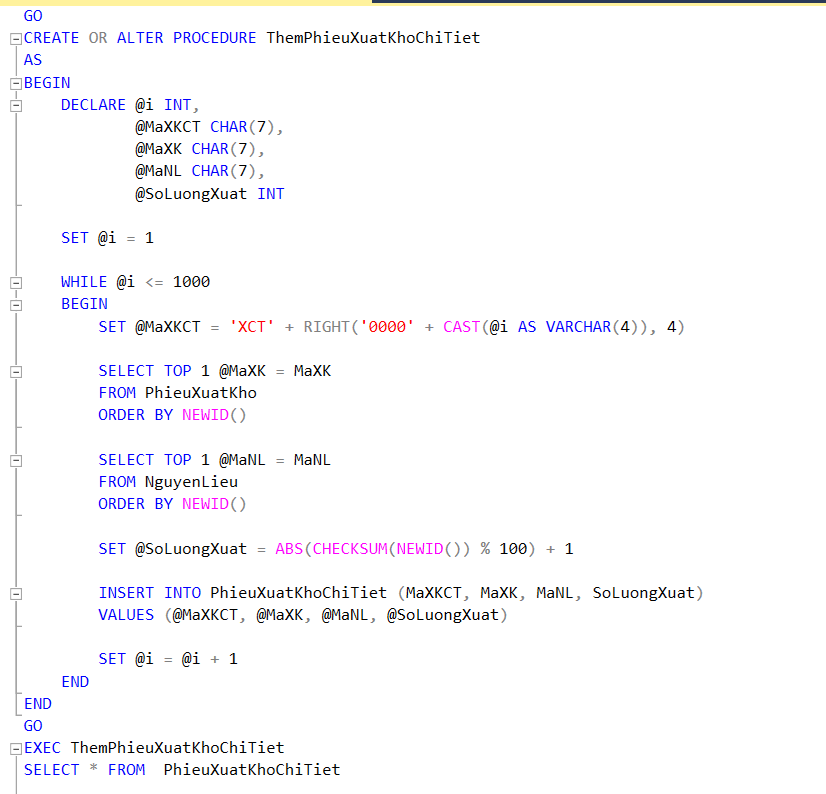 GO
CREATE OR ALTER PROCEDURE ThemPhieuXuatKhoChiTiet
AS
BEGIN
    DECLARE @i INT,
            @MaXKCT CHAR(7),
            @MaXK CHAR(7),
            @MaNL CHAR(7),
            @SoLuongXuat INT
    SET @i = 1
    WHILE @i <= 1000
    BEGIN
        SET @MaXKCT = 'XCT' + RIGHT('0000' + CAST(@i AS VARCHAR(4)), 4)
        SELECT TOP 1 @MaXK = MaXK
        FROM PhieuXuatKho
        ORDER BY NEWID()
        SELECT TOP 1 @MaNL = MaNL
        FROM NguyenLieu
        ORDER BY NEWID()
        SET @SoLuongXuat = ABS(CHECKSUM(NEWID()) % 100) + 1
        INSERT INTO PhieuXuatKhoChiTiet (MaXKCT, MaXK, MaNL, SoLuongXuat)
        VALUES (@MaXKCT, @MaXK, @MaNL, @SoLuongXuat)
        SET @i = @i + 1
    END
END
GO
EXEC ThemPhieuXuatKhoChiTiet
SELECT * FROM  PhieuXuatKhoChiTiet